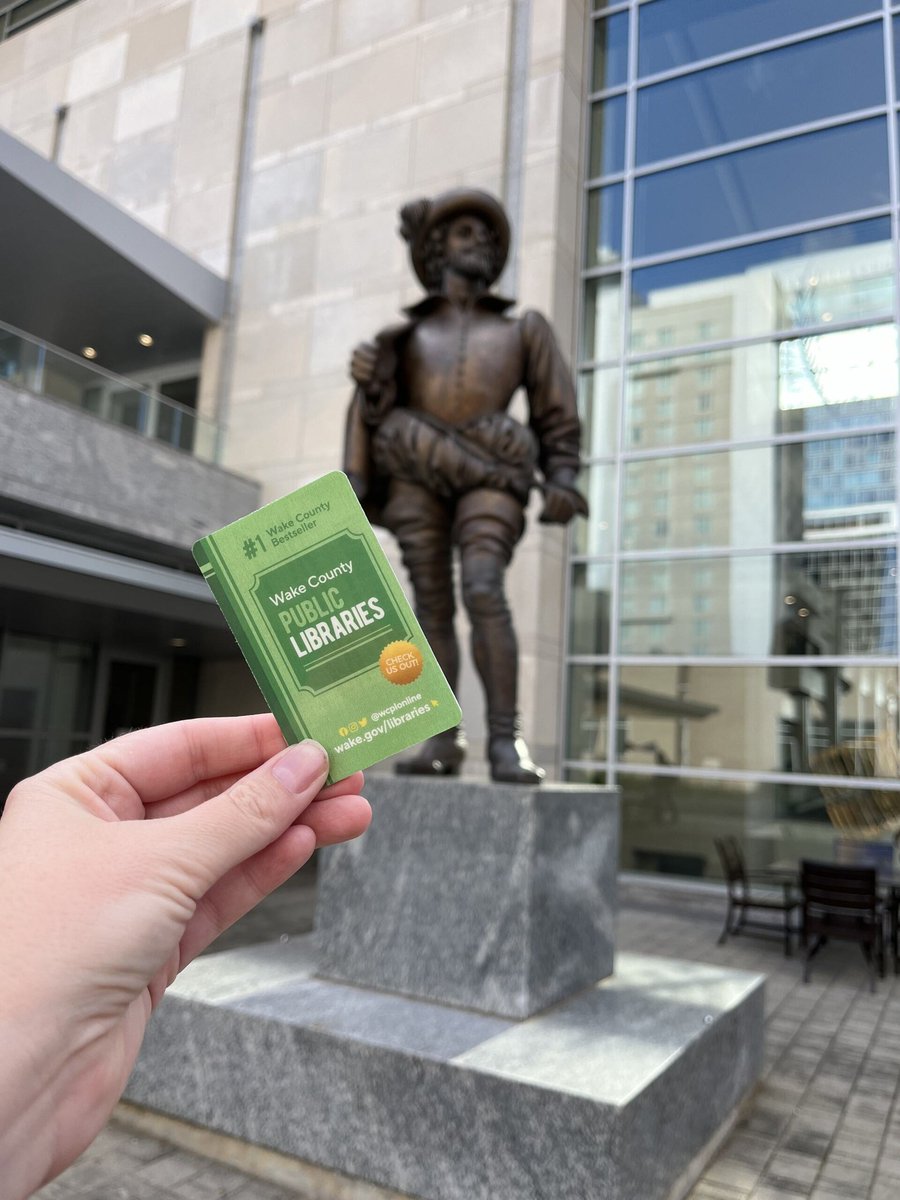 #1 Wake County
Bestseller
Wake County
PUBLIC
LIBRARIES
CHECK
US OUT!
@wcplonline
wake.gov/libraries